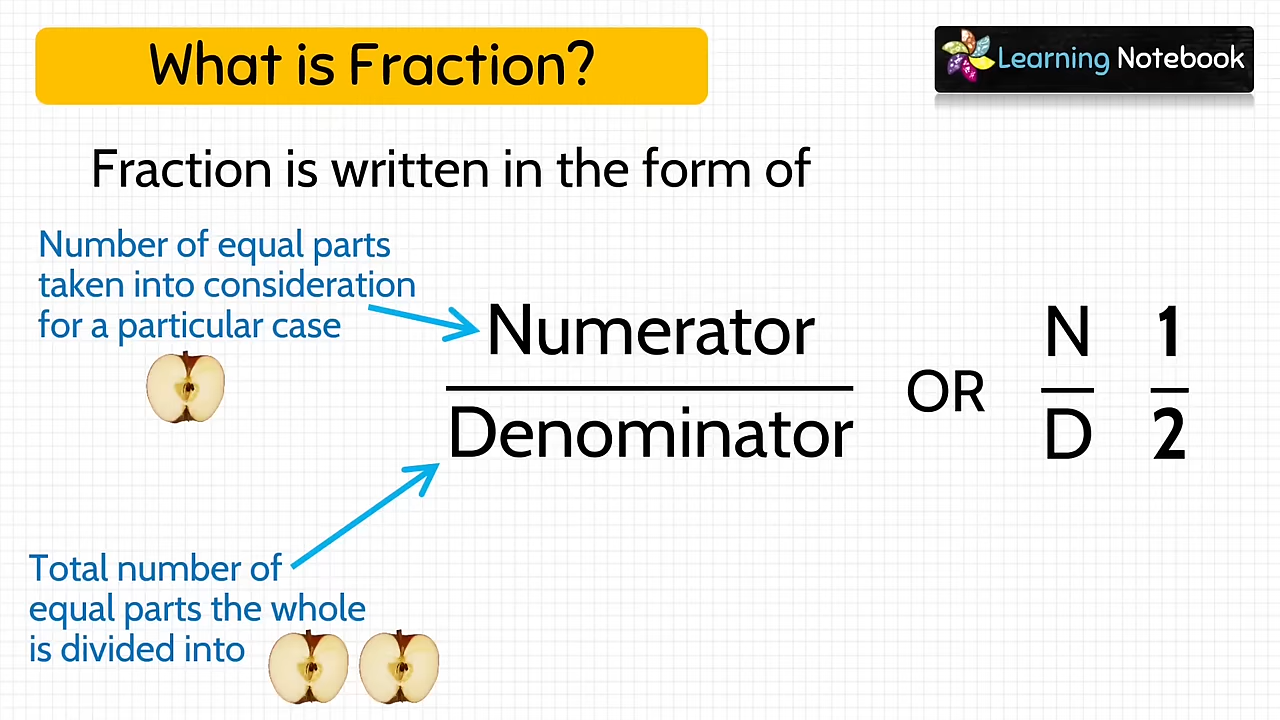 What is Fraction?
Learning Notebook
Fraction is written in the form of
Number of equal parts
taken into consideration
for a particular case
Numerator
Denominator
OR
N
D
1
2
Total number of
equal parts the whole
is divided into